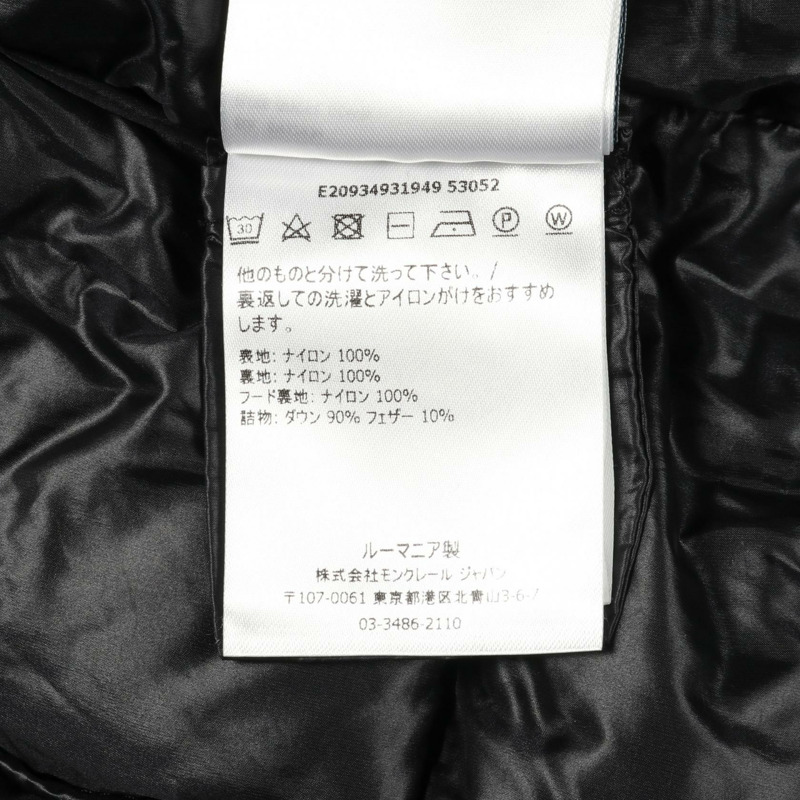 E20934931949 53052
30 P W
他のものと分けて洗って下さい。/
裏返しての洗濯とアイロンがけをおすすめ
します。
表地: ナイロン 100%
裏地: ナイロン 100%
フード裏地: ナイロン 100%
詰物: ダウン 90% フェザー 10%
ルーマニア製
株式会社モンクレール ジャパン
〒107-0061 東京都港区北青山3-6-7
03-3486-2110